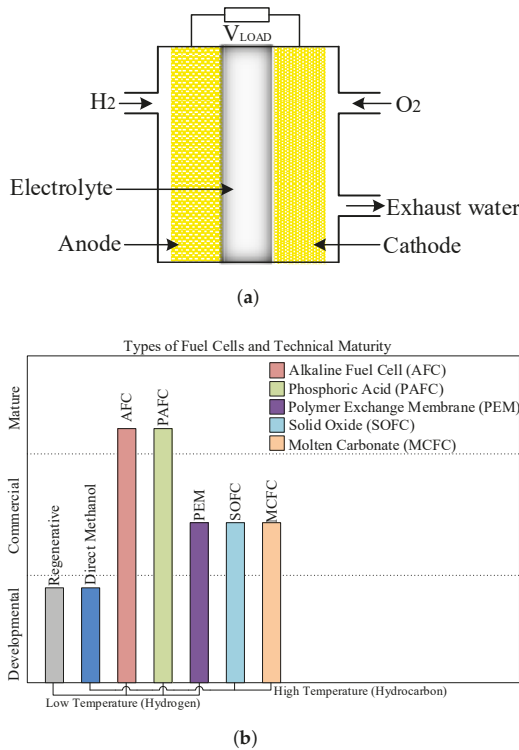 V LOAD
H2
O2
Electrolyte
Exhaust water
Anode
Cathode
(a)
Types of Fuel Cells and Technical Maturity
Mature
Commercial
Developmental
Alkaline Fuel Cell (AFC)
Phosphoric Acid (PAFC)
Polymer Exchange Membrane (PEM)
Solid Oxide (SOFC)
Molten Carbonate (MCFC)
Regenerative
Direct Methanol
AFC
PAFC
PEM
SOFC
MCFC
High Temperature (Hydrocarbon)
Low Temperature (Hydrogen)
(b)